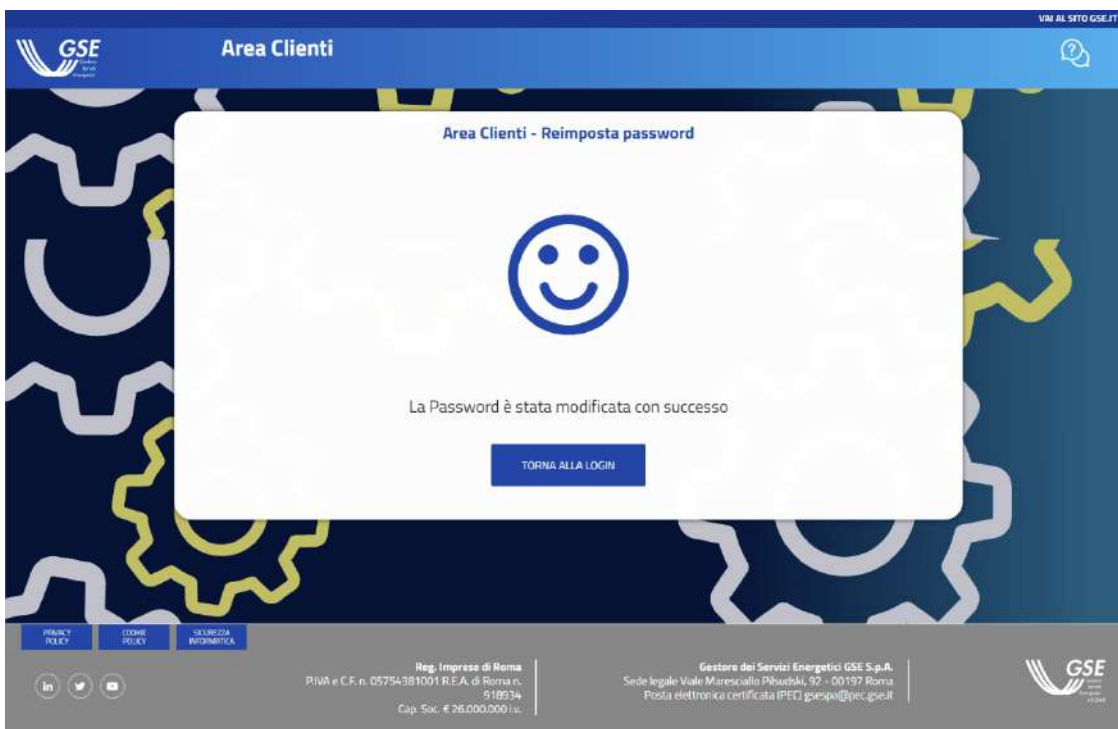 VAI AL SITO GSE.IT
GSE
Area Clienti
Area Clienti - Reimposta password
La Password è stata modificata con successo
TORNA ALLA LOGIN
PRIVACY
POLICY
COOKIE
POLICY
SICUREZZA
INFORMATICA
Reg. Imprese di Roma
P.IVA e C.F. n. 05754381001 R.E.A. di Roma n.
918934
Cap. Soc. € 26.000.000 i.v.
Gestore dei Servizi Energetici GSE S.p.A.
Sede legale Viale Maresciallo Pilsudski, 92 - 00197 Roma
Posta elettronica certificata (PEC) gsespa@pec.gse.it
in
GSE